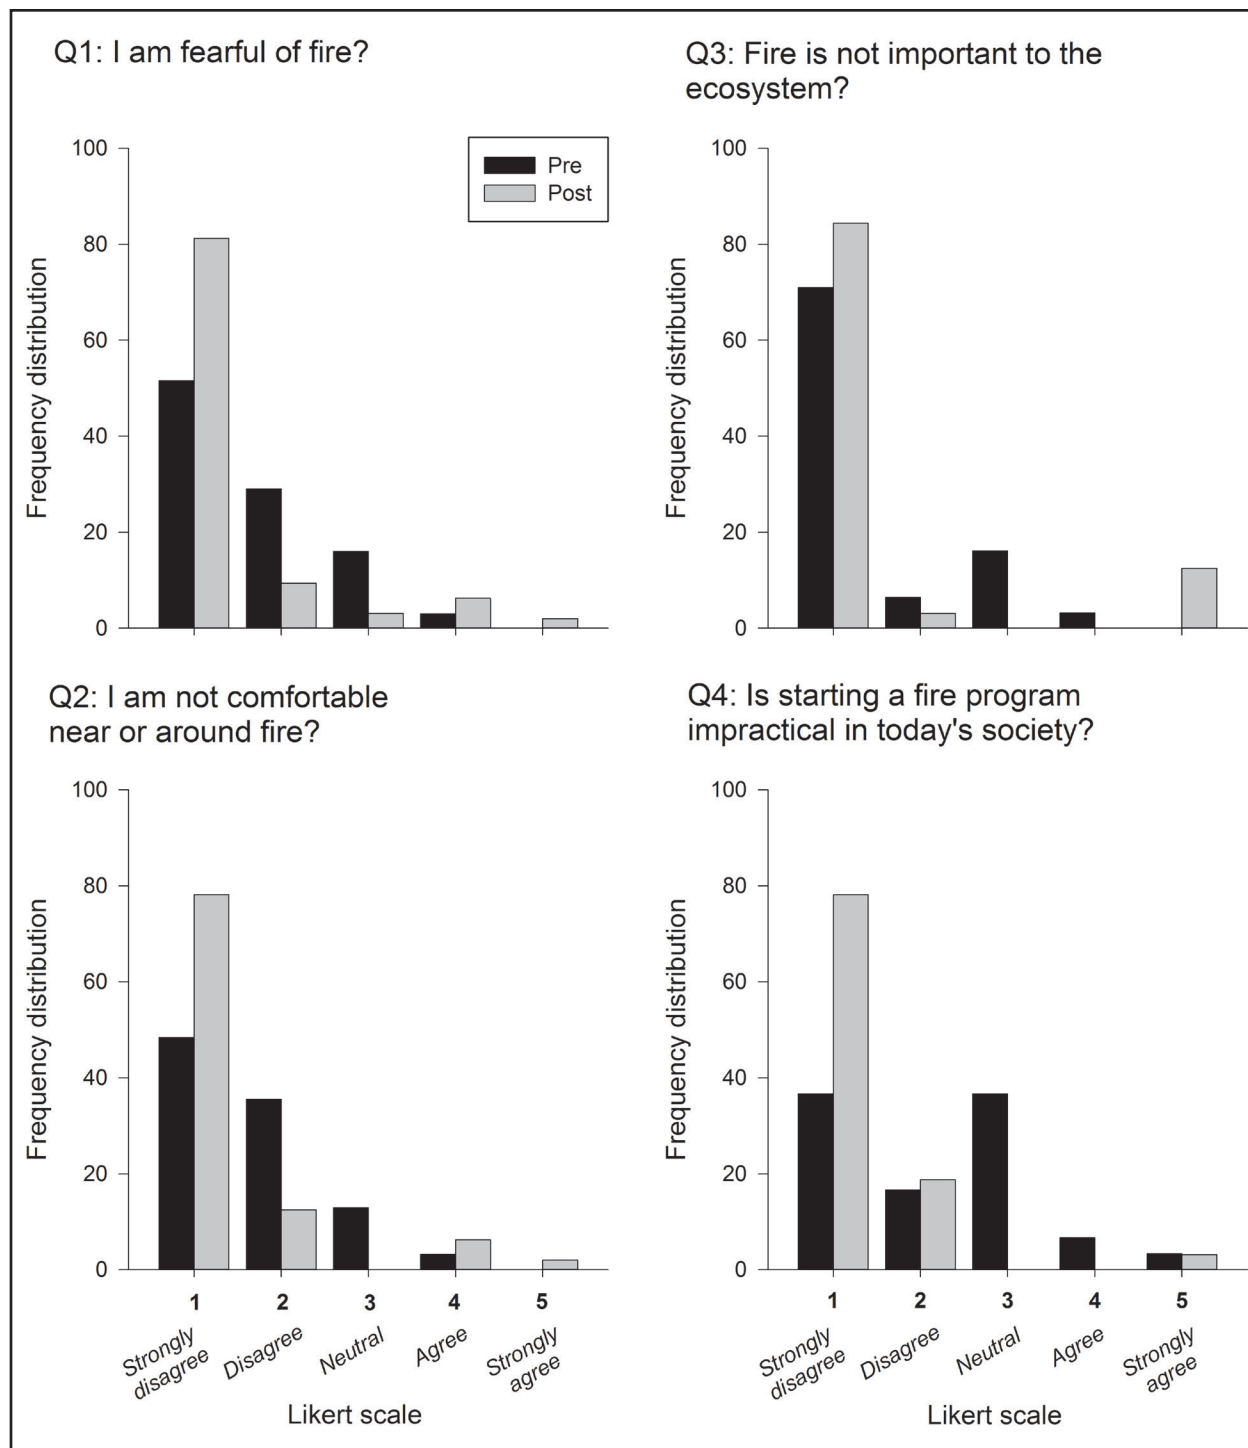 Q1: I am fearful of fire?
100
80
60
40
20
0
Frequency distribution
Pre
Post
Q3: Fire is not important to the
ecosystem?
100
80
60
40
20
0
Frequency distribution
Q2: I am not comfortable
near or around fire?
100
80
60
40
20
0
Frequency distribution
1 2 3 4 5
Strongly
disagree
Disagree
Neutral
Agree
Strongly
agree
Likert scale
Q4: Is starting a fire program
impractical in today's society?
100
80
60
40
20
0
Frequency distribution
1 2 3 4 5
Strongly
disagree
Disagree
Neutral
Agree
Strongly
agree
Likert scale